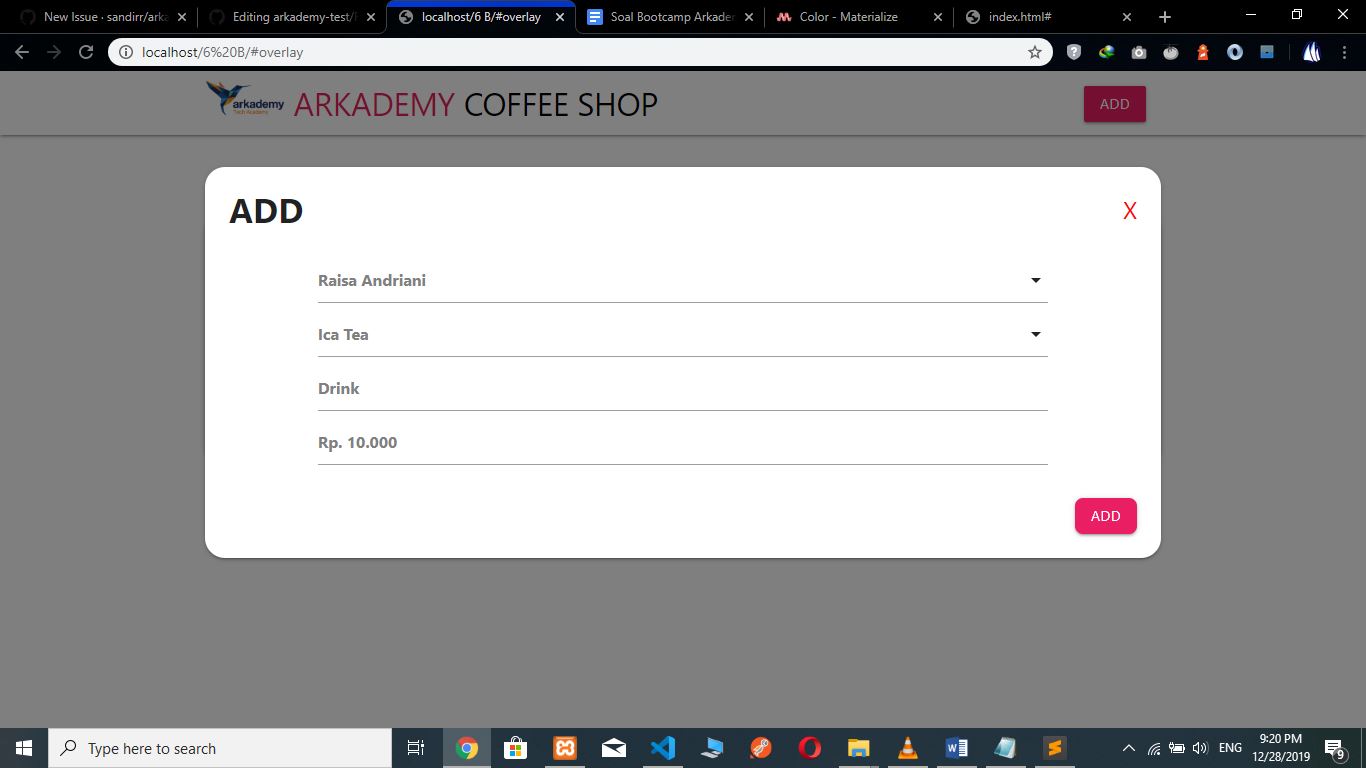 New Issue · sandirr/arka
Editing arkademy-test/
localhost/6 B/#overlay
Soal Bootcamp Arkadem
Color - Materialize
index.html#
localhost/6%20B/#overlay
arkademy
Tech Academy
ARKADEMY COFFEE SHOP
ADD
ADD
X
Raisa Andriani
Ica Tea
Drink
Rp. 10.000
ADD
Type here to search
ENG
9:20 PM
12/28/2019
9